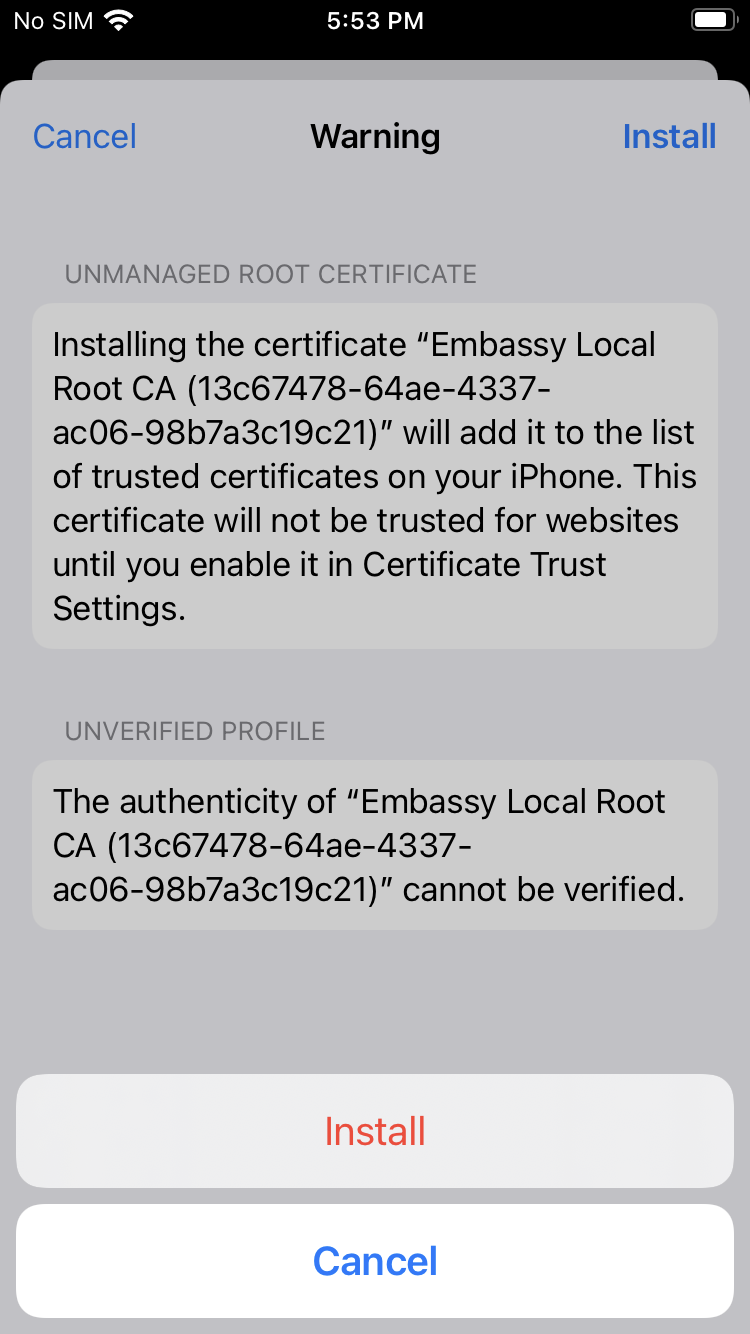 No SIM 5:53 PM
Cancel Warning Install
UNMANAGED ROOT CERTIFICATE
Installing the certificate “Embassy Local
Root CA (13c67478-64ae-4337-
ac06-98b7a3c19c21)” will add it to the list
of trusted certificates on your iPhone. This
certificate will not be trusted for websites
until you enable it in Certificate Trust
Settings.
UNVERIFIED PROFILE
The authenticity of “Embassy Local Root
CA (13c67478-64ae-4337-
ac06-98b7a3c19c21)” cannot be verified.
Install
Cancel